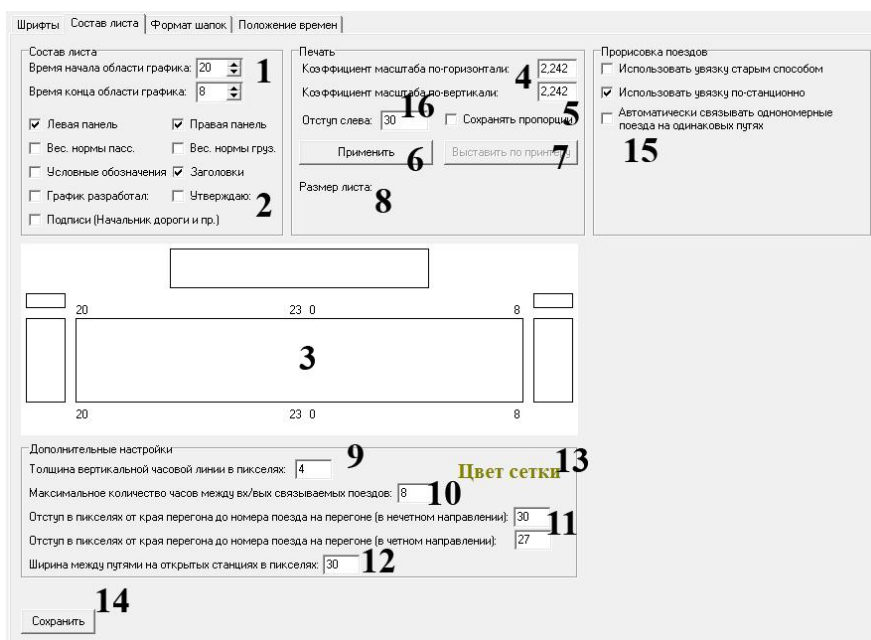 Шрифты Состав листа Формат шапок Положение времен
Состав листа
Время начала области графика: 20 1
Время конца области графика: 8
Левая панель Правая панель
Вес. нормы пасс. Вес. нормы груз.
Условные обозначения Заголовки
График разработал: Утверждаю: 2
Подписи (Начальник дороги и пр.)
Печать
Коэффициент масштаба по-горизонтали: 2,242
4
Коэффициент масштаба по-вертикали: 2,242
16 5
Отступ слева: 30 Сохранять пропорции
Применить 6 Выставить по принтеру 7
Размер листа: 8
Прорисовка поездов
Использовать увязку старым способом
Использовать увязку по-станционно
Автоматически связывать одномерные
поезда на одинаковых путях
15
20 23 0 8
3
20 23 0 8
Дополнительные настройки
9
Толщина вертикальной часовой линии в пикселях: 4 Цвет сетки 13
Максимальное количество часов между вх/вых связываемых поездов: 8 10
Отступ в пикселях от края перегона до номера поезда на перегоне (в нечетном направлении): 30
11
Отступ в пикселях от края перегона до номера поезда на перегоне (в четном направлении): 27
Ширина между путями на открытых станциях в пикселях: 30 12
14
Сохранить